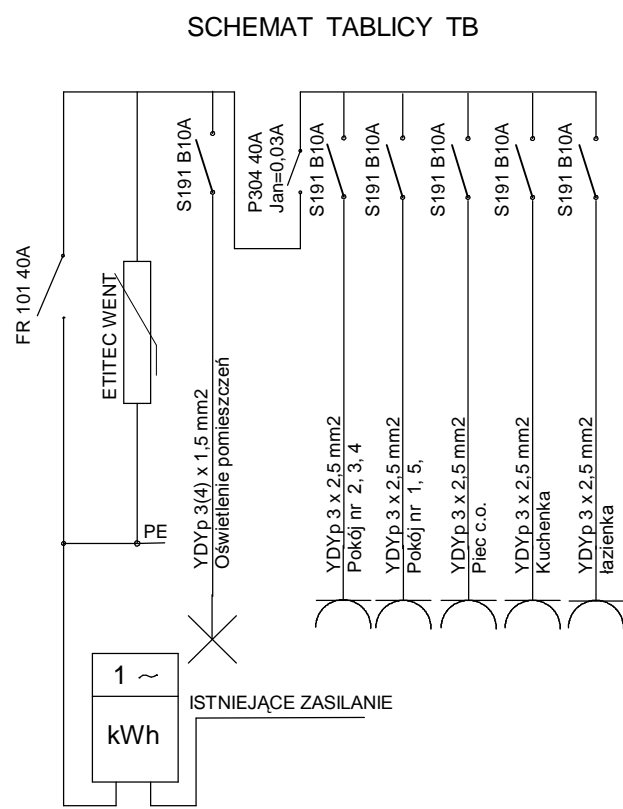 SCHEMAT TABLICY TB
FR 101 40A
ETITEC WENT
S191 B10A
P304 40A
Jan=0,03A
S191 B10A
S191 B10A
S191 B10A
S191 B10A
S191 B10A
PE
YDYp 3(4) x 1,5 mm2
Oświetlenie pomieszczeń
YDYp 3 x 2,5 mm2
Pokój nr 2, 3, 4
YDYp 3 x 2,5 mm2
Pokój nr 1, 5,
YDYp 3 x 2,5 mm2
Piec c.o.
YDYp 3 x 2,5 mm2
Kuchenka
YDYp 3 x 2,5 mm2
łazienka
1 ~
kWh
ISTNIEJĄCE ZASILANIE